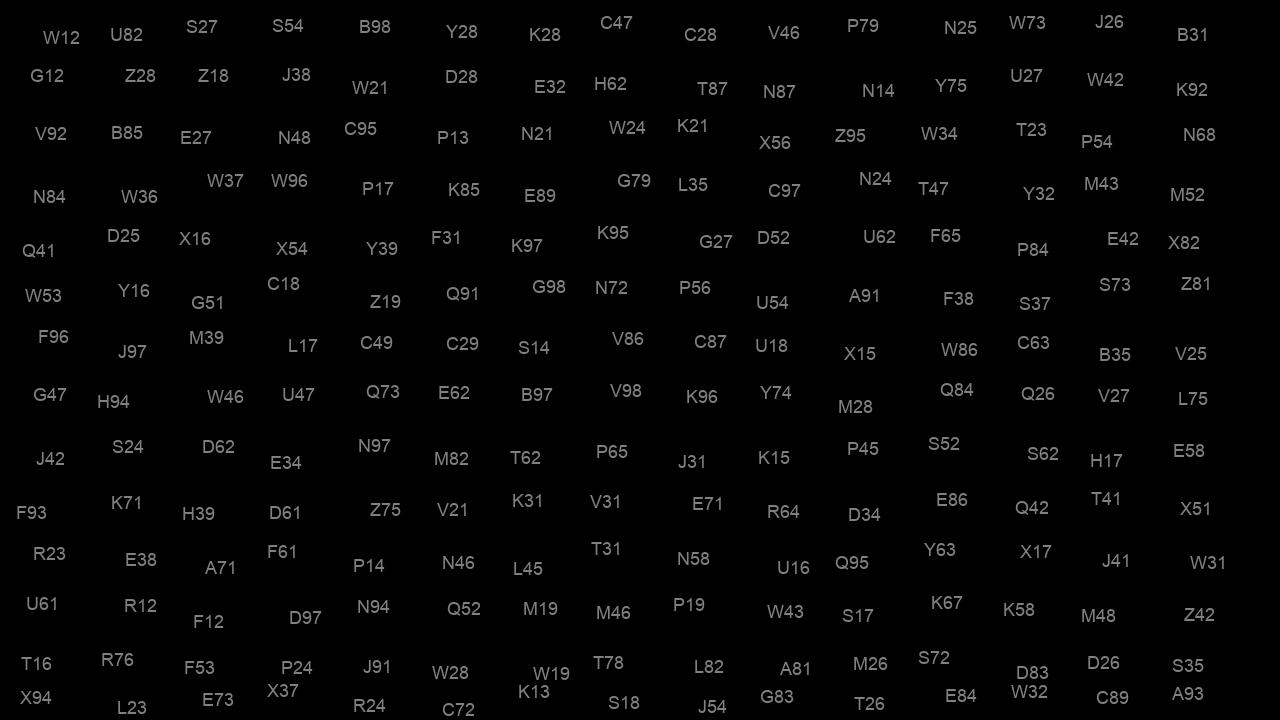 W12 U82 S27 S54 B98 Y28 K28 C47 C28 V46 P79 N25 W73 J26 B31
G12 Z28 Z18 J38 W21 D28 E32 H62 T87 N87 N14 Y75 U27 W42 K92
V92 B85 E27 N48 C95 P13 N21 W24 K21 X56 Z95 W34 T23 P54 N68
N84 W36 W37 W96 P17 K85 E89 G79 L35 C97 N24 T47 Y32 M43 M52
Q41 D25 X16 X54 Y39 F31 K97 K95 G27 D52 U62 F65 P84 E42 X82
W53 Y16 G51 C18 Z19 Q91 G98 N72 P56 U54 A91 F38 S37 S73 Z81
F96 J97 M39 L17 C49 C29 S14 V86 C87 U18 X15 W86 C63 B35 V25
G47 H94 W46 U47 Q73 E62 B97 V98 K96 Y74 M28 Q84 Q26 V27 L75
J42 S24 D62 E34 N97 M82 T62 P65 J31 K15 P45 S52 S62 H17 E58
F93 K71 H39 D61 Z75 V21 K31 V31 E71 R64 D34 E86 Q42 T41 X51
R23 E38 A71 F61 P14 N46 L45 T31 N58 U16 Q95 Y63 X17 J41 W31
U61 R12 F12 D97 N94 Q52 M19 M46 P19 W43 S17 K67 K58 M48 Z42
T16 R76 F53 P24 J91 W28 W19 T78 L82 A81 M26 S72 D83 D26 S35
X94 L23 E73 X37 R24 C72 K13 S18 J54 G83 T26 E84 W32 C89 A93